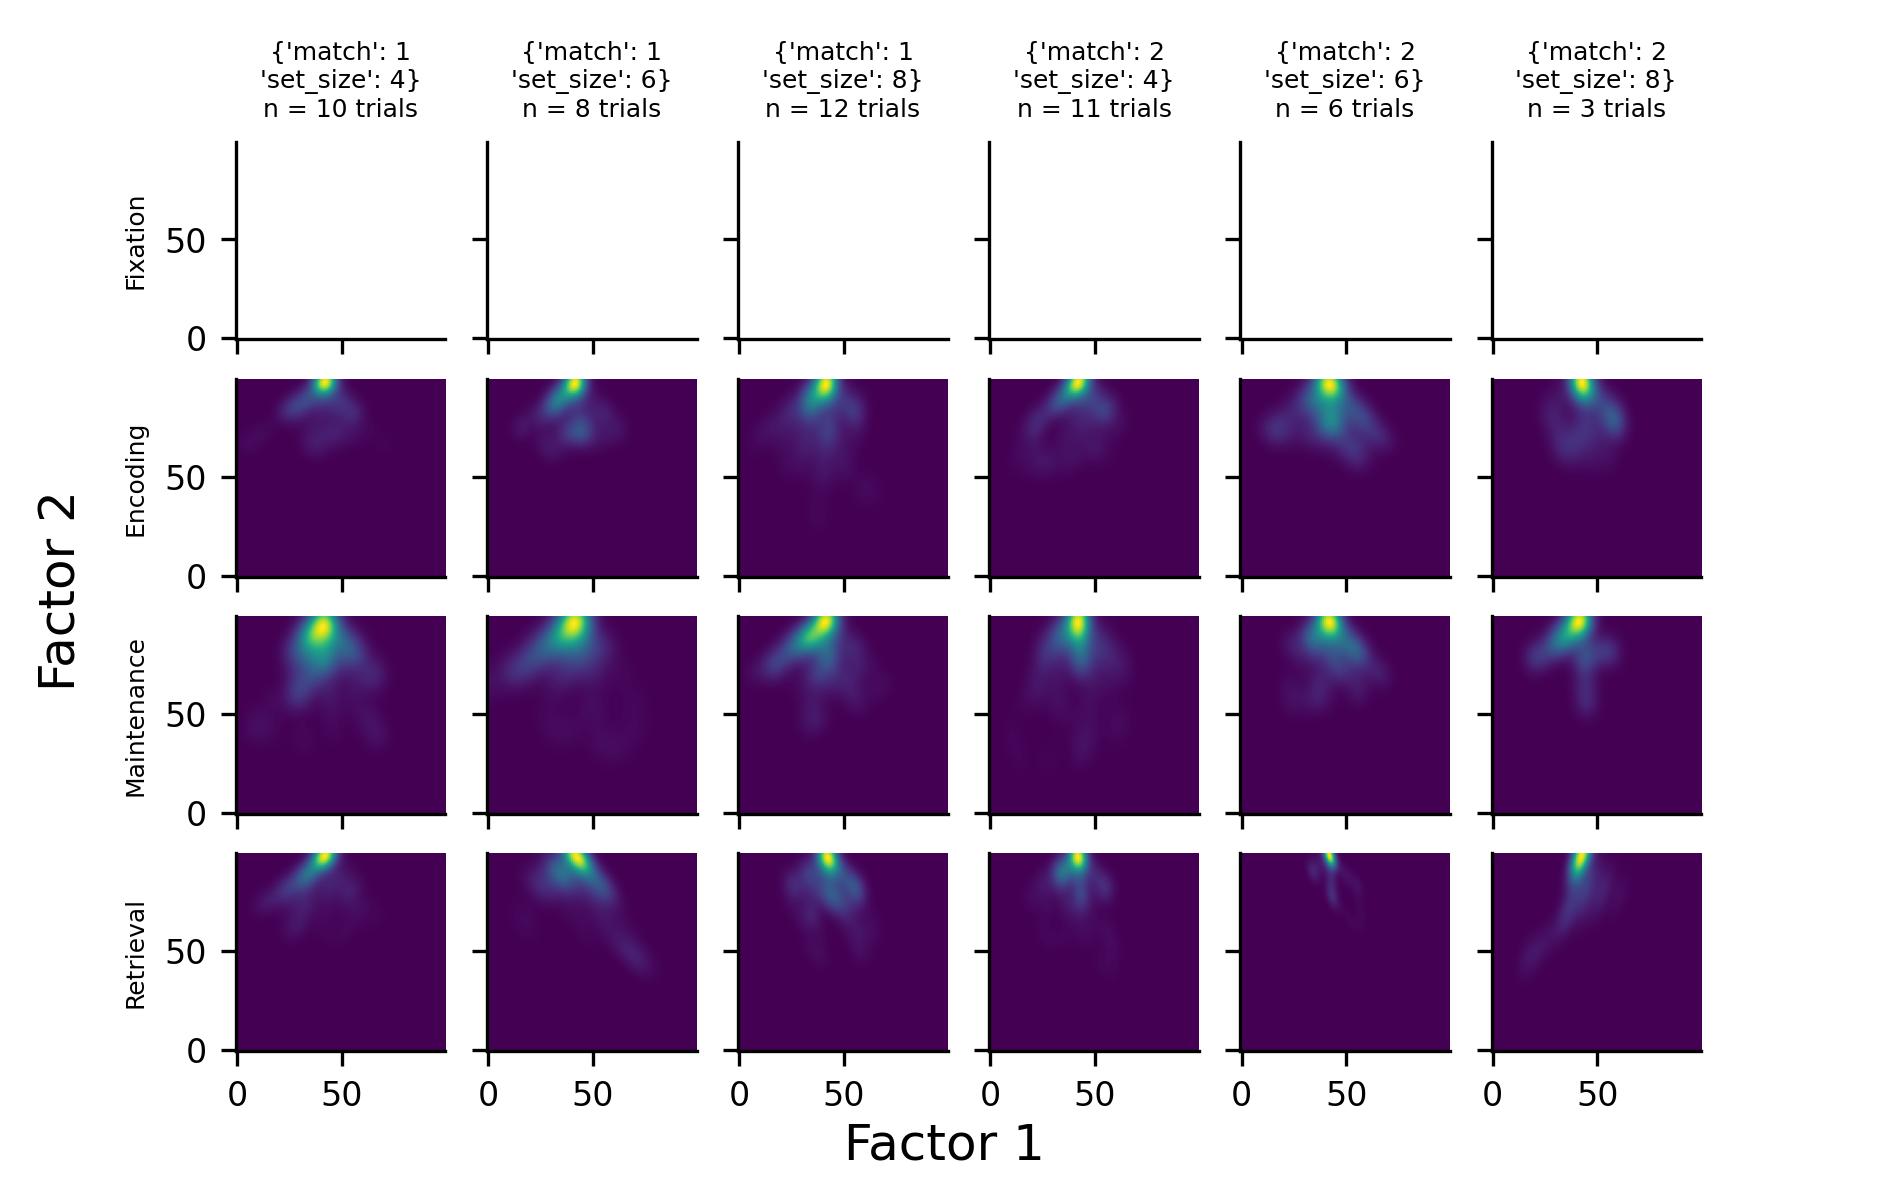 {'match': 1
'set_size': 4}
n = 10 trials
{'match': 1
'set_size': 6}
n = 8 trials
{'match': 1
'set_size': 8}
n = 12 trials
{'match': 2
'set_size': 4}
n = 11 trials
{'match': 2
'set_size': 6}
n = 6 trials
{'match': 2
'set_size': 8}
n = 3 trials
Factor 2
Fixation
50
0
Encoding
50
0
Maintenance
50
0
Retrieval
50
0
0 50
0 50
0 50
0 50
0 50
0 50
Factor 1